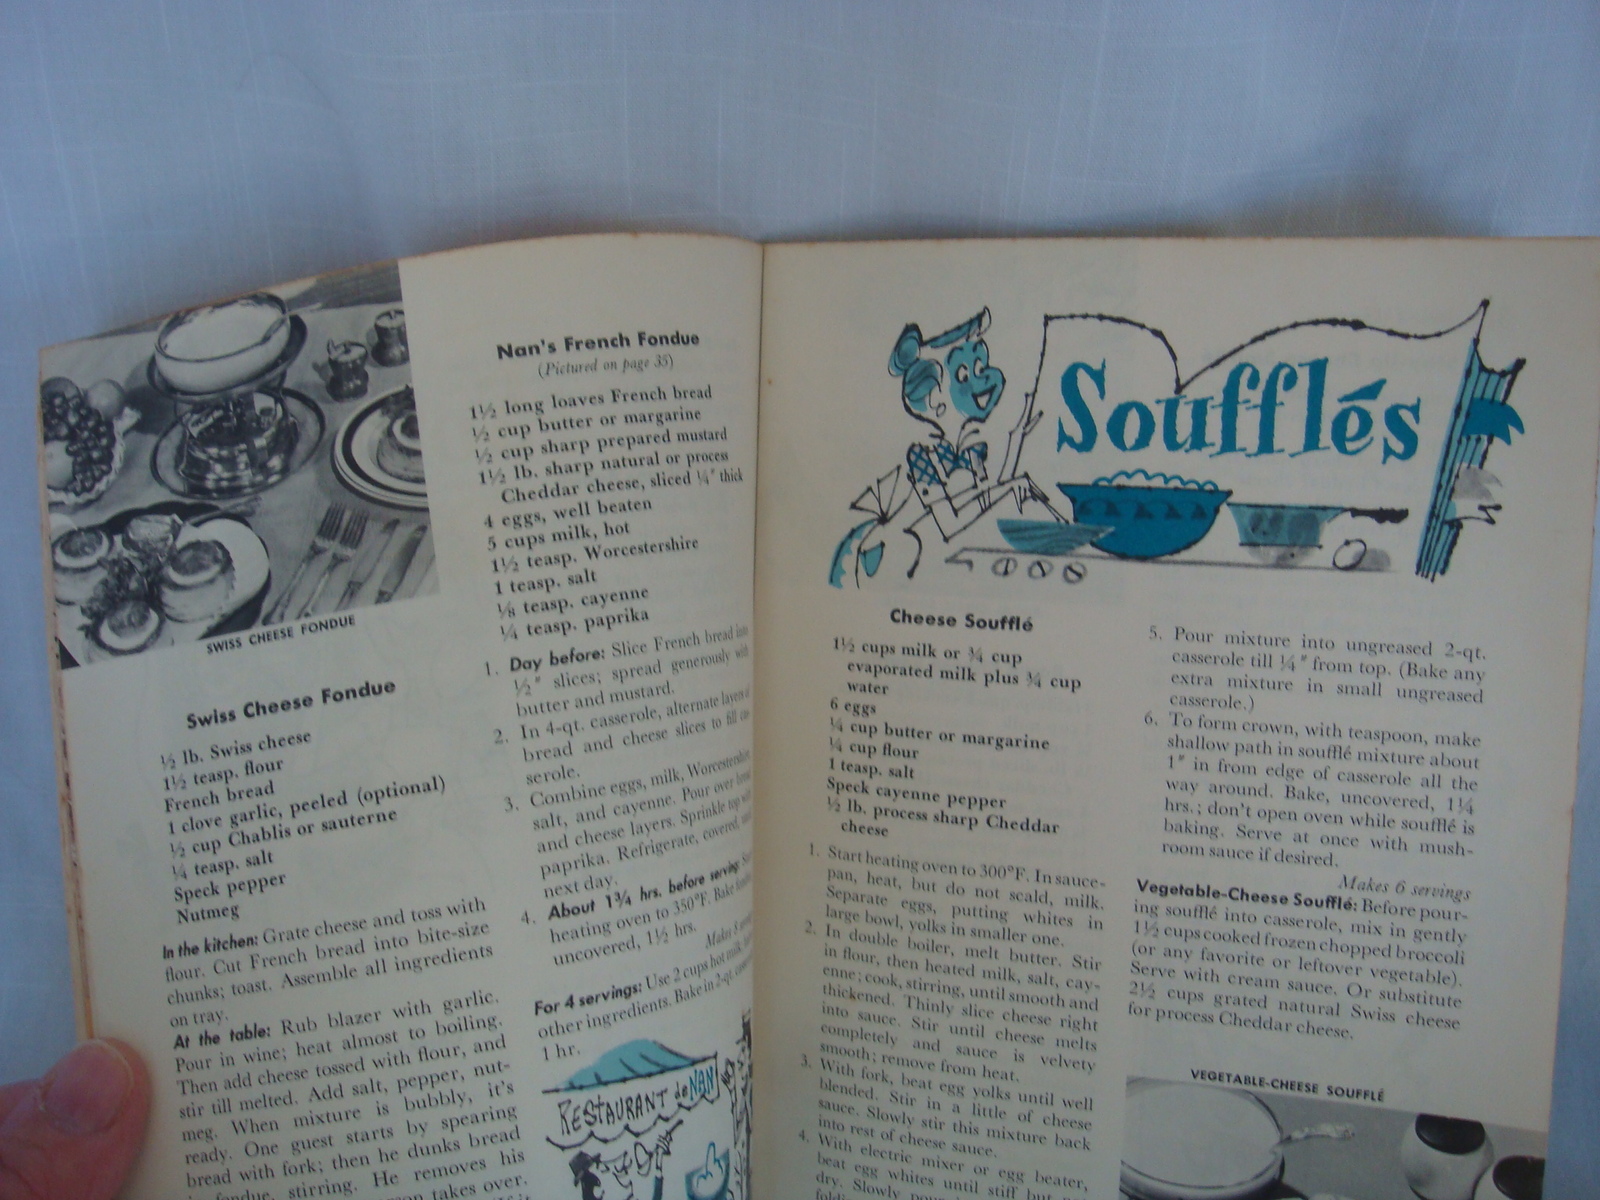 SWISS CHEESE FONDUE
Swiss Cheese Fondue
½ lb. Swiss cheese
1½ teasp. flour
French bread
1 clove garlic, peeled (optional)
½ cup Chablis or sauterne
¼ teasp. salt
Speck pepper
Nutmeg
In the kitchen: Grate cheese and toss with
flour. Cut French bread into bite-size
chunks; toast. Assemble all ingredients
on tray.
At the table: Rub blazer with garlic.
Pour in wine; heat almost to boiling.
Then add cheese tossed with flour, and
stir till melted. Add salt, pepper, nut-
meg. When mixture is bubbly, it's
ready. One guest starts by spearing
bread with fork; then he dunks bread
fondue, stirring. He removes his
takes over.
Nan's French Fondue
(Pictured on page 35)
1½ long loaves French bread
½ cup butter or margarine
½ cup sharp prepared mustard
1½ lb. sharp natural or process
Cheddar cheese, sliced ¼" thick
4 eggs, well beaten
5 cups milk, hot
1½ teasp. Worcestershire
1 teasp. salt
⅛ teasp. cayenne
¼ teasp. paprika
1. Day before: Slice French bread into
½" slices; spread generously with
butter and mustard.
2. In 4-qt. casserole, alternate layers of
bread and cheese slices to fill
serole.
3. Combine eggs, milk, Worcestershire,
salt, and cayenne. Pour over bread
and cheese layers. Sprinkle top with
paprika. Refrigerate, covered,
next day.
4. About 1¾ hrs. before serving: Start
heating oven to 350°F. Bake fondue,
uncovered, 1½ hrs.
Makes 8
For 4 servings: Use 2 cups hot milk,
other ingredients. Bake in 2-qt.
1 hr.
RESTAURANT de NAN
Soufflés
Cheese Soufflé
1½ cups milk or ¾ cup
evaporated milk plus ¾ cup
water
6 eggs
¼ cup butter or margarine
¼ cup flour
1 teasp. salt
Speck cayenne pepper
½ lb. process sharp Cheddar
cheese
1. Start heating oven to 300°F. In sauce-
pan, heat, but do not scald, milk.
Separate eggs, putting whites in
large bowl, yolks in smaller one.
2. In double boiler, melt butter. Stir
in flour, then heated milk, salt, cay-
enne; cook, stirring, until smooth and
thickened. Thinly slice cheese right
into sauce. Stir until cheese melts
completely and sauce is velvety
smooth; remove from heat.
3. With fork, beat egg yolks until well
blended. Stir in a little of cheese
sauce. Slowly stir this mixture back
into rest of cheese sauce.
4. With electric mixer or egg beater,
beat egg whites until stiff but not
dry. Slowly
5. Pour mixture into ungreased 2-qt.
casserole till ¼" from top. (Bake any
extra mixture in small ungreased
casserole.)
6. To form crown, with teaspoon, make
shallow path in soufflé mixture about
1" in from edge of casserole all the
way around. Bake, uncovered, 1¼
hrs.; don't open oven while soufflé is
baking. Serve at once with mush-
room sauce if desired.
Makes 6 servings
Vegetable-Cheese Soufflé: Before pour-
ing soufflé into casserole, mix in gently
1½ cups cooked frozen chopped broccoli
(or any favorite or leftover vegetable).
Serve with cream sauce. Or substitute
2½ cups grated natural Swiss cheese
for process Cheddar cheese.
VEGETABLE-CHEESE SOUFFLÉ